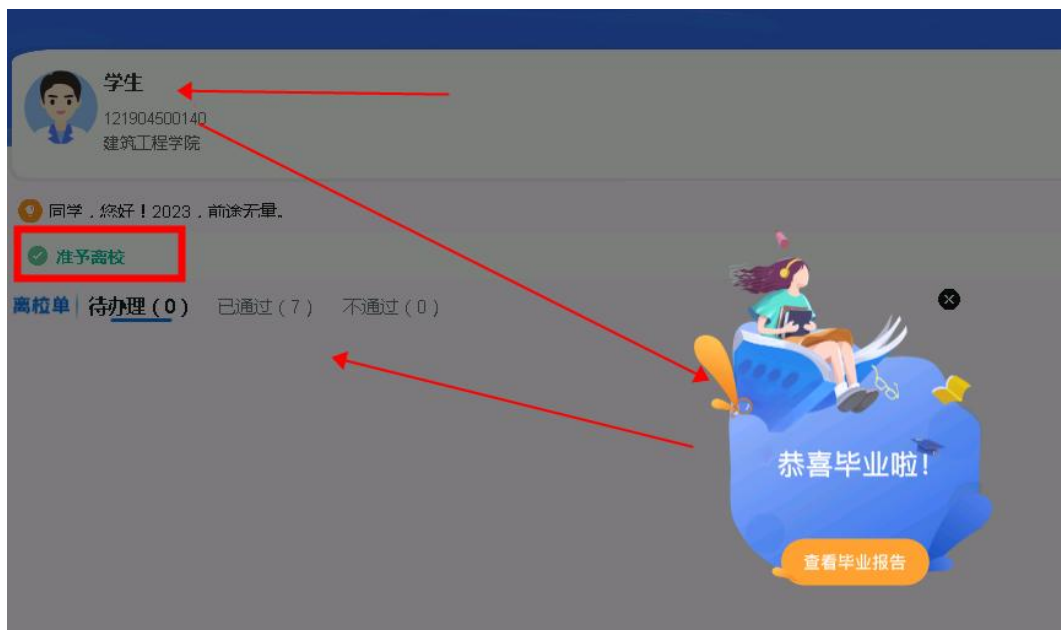 学生
121904500140
建筑工程学院
同学，您好！2023，前途无量。
准予离校
离校单 待办理(0) 已通过(7) 不通过(0)
恭喜毕业啦！
查看毕业报告